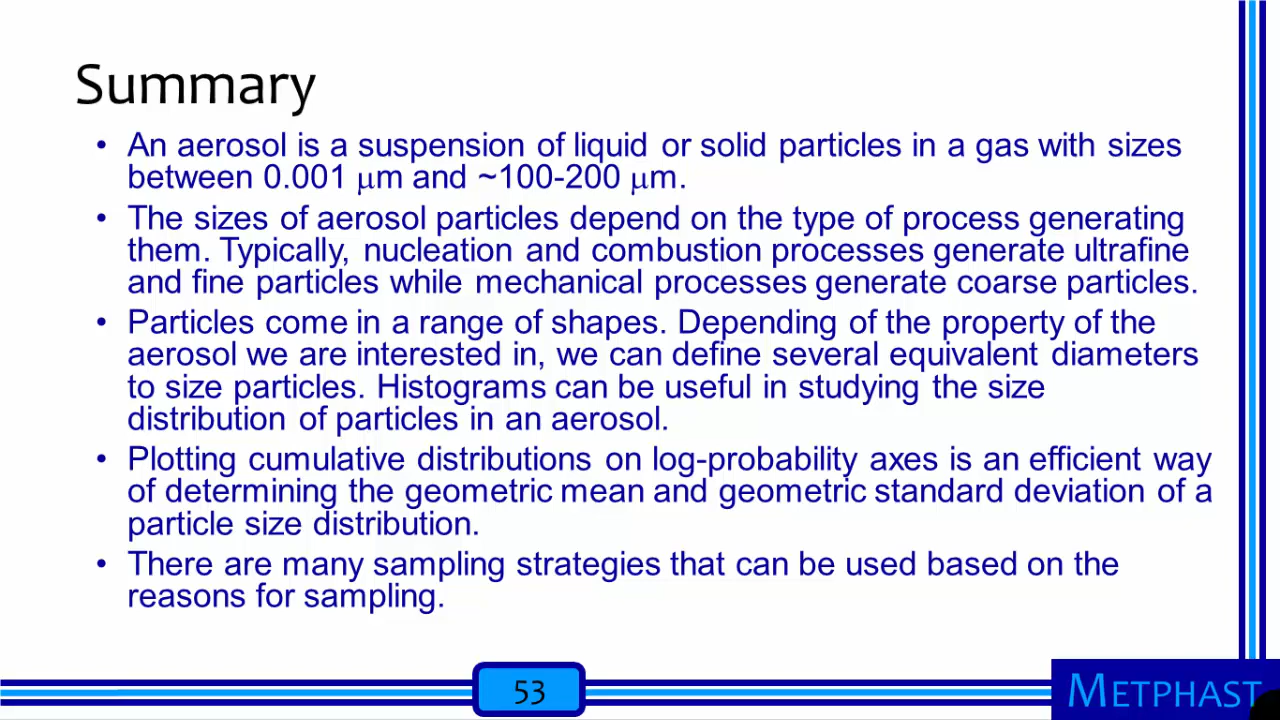 Summary
• An aerosol is a suspension of liquid or solid particles in a gas with sizes
between 0.001 μm and ~100-200 μm.
• The sizes of aerosol particles depend on the type of process generating
them. Typically, nucleation and combustion processes generate ultrafine
and fine particles while mechanical processes generate coarse particles.
• Particles come in a range of shapes. Depending of the property of the
aerosol we are interested in, we can define several equivalent diameters
to size particles. Histograms can be useful in studying the size
distribution of particles in an aerosol.
• Plotting cumulative distributions on log-probability axes is an efficient way
of determining the geometric mean and geometric standard deviation of a
particle size distribution.
• There are many sampling strategies that can be used based on the
reasons for sampling.
53
METPHAST